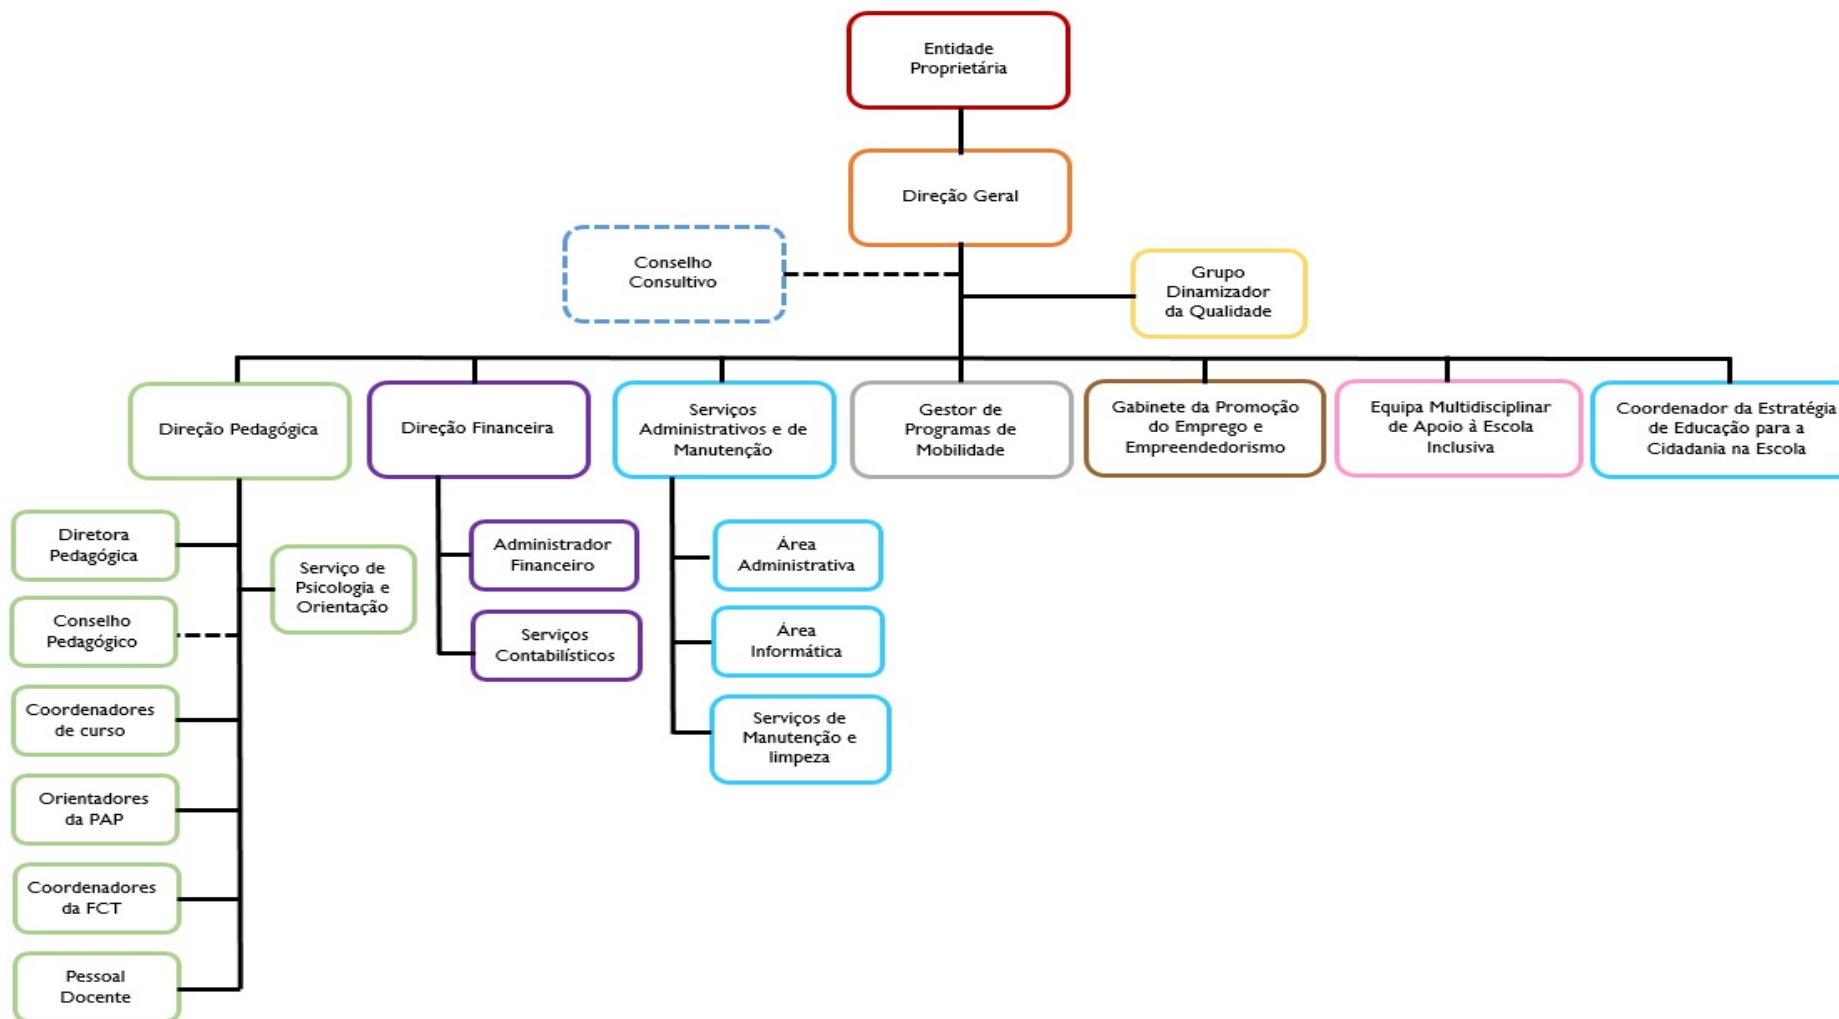 Entidade
Proprietária
Direção Geral
Conselho
Consultivo
Grupo
Dinamizador
da Qualidade
Direção Pedagógica
Direção Financeira
Serviços
Administrativos e de
Manutenção
Gestor de
Programas de
Mobilidade
Gabinete da Promoção
do Emprego e
Empreendedorismo
Equipa Multidisciplinar
de Apoio à Escola
Inclusiva
Coordenador da Estratégia
de Educação para a
Cidadania na Escola
Diretora
Pedagógica
Serviço de
Psicologia e
Orientação
Conselho
Pedagógico
Coordenadores
de curso
Orientadores
da PAP
Coordenadores
da FCT
Pessoal
Docente
Administrador
Financeiro
Serviços
Contabilísticos
Área
Administrativa
Área
Informática
Serviços de
Manutenção e
limpeza